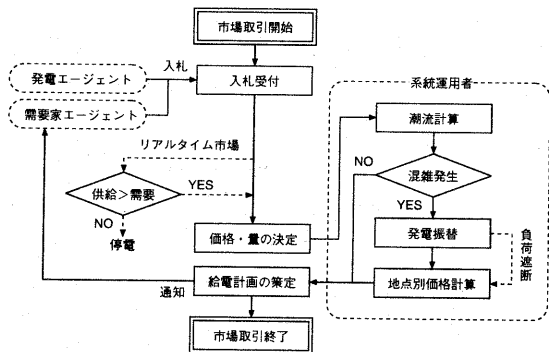 市場取引開始
発電エージェント
入札
入札受付
需要家エージェント
系統運用者
潮流計算
リアルタイム市場
NO
混雑発生
供給>需要
YES
YES
NO
停電
価格・量の決定
発電振替
負荷遮断
給電計画の策定
地点別価格計算
通知
市場取引終了